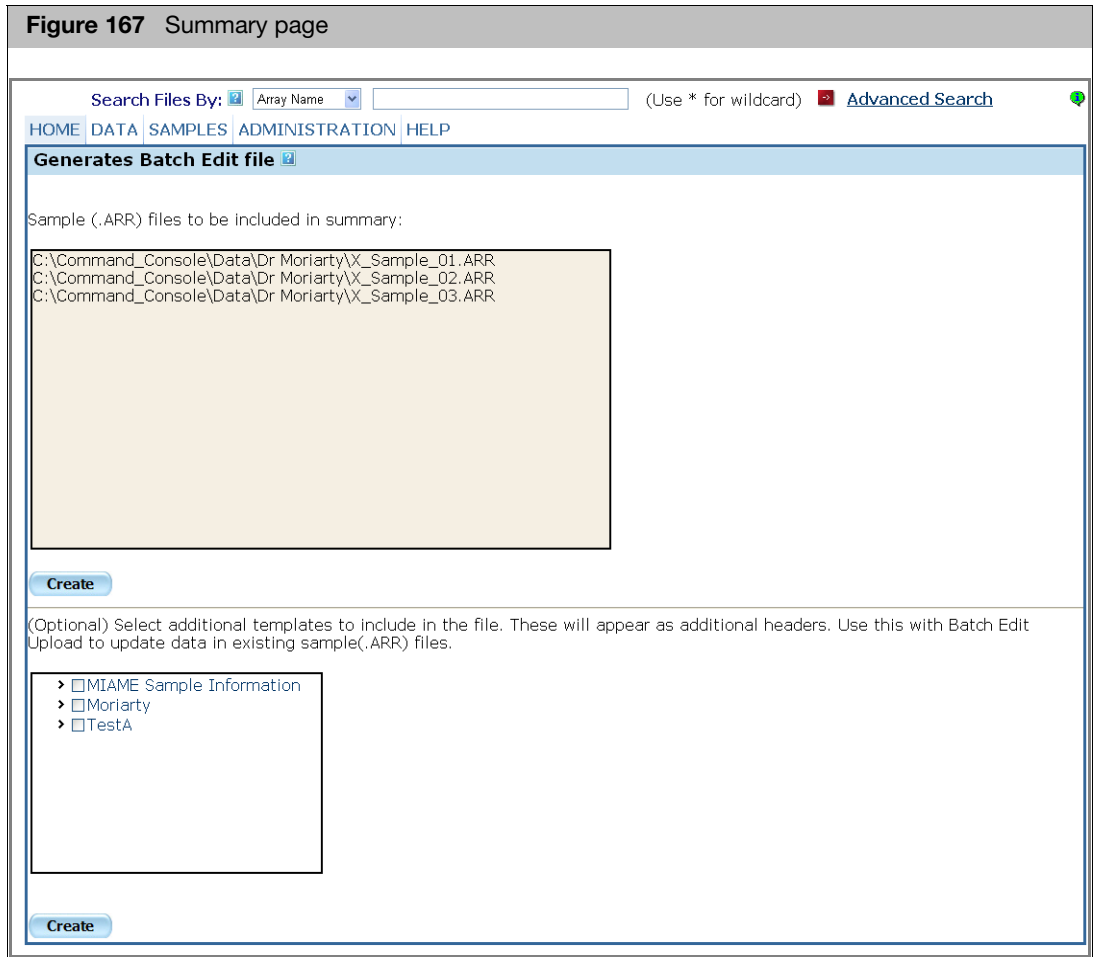 Figure 167 Summary page
Search Files By: ? Array Name (Use * for wildcard) Advanced Search
HOME DATA SAMPLES ADMINISTRATION HELP
Generates Batch Edit file ?
Sample (.ARR) files to be included in summary:
C:\Command_Console\Data\Dr Moriarty\X_Sample_01.ARR
C:\Command_Console\Data\Dr Moriarty\X_Sample_02.ARR
C:\Command_Console\Data\Dr Moriarty\X_Sample_03.ARR
Create
(Optional) Select additional templates to include in the file. These will appear as additional headers. Use this with Batch Edit
Upload to update data in existing sample(.ARR) files.
MIAME Sample Information
Moriarty
TestA
Create